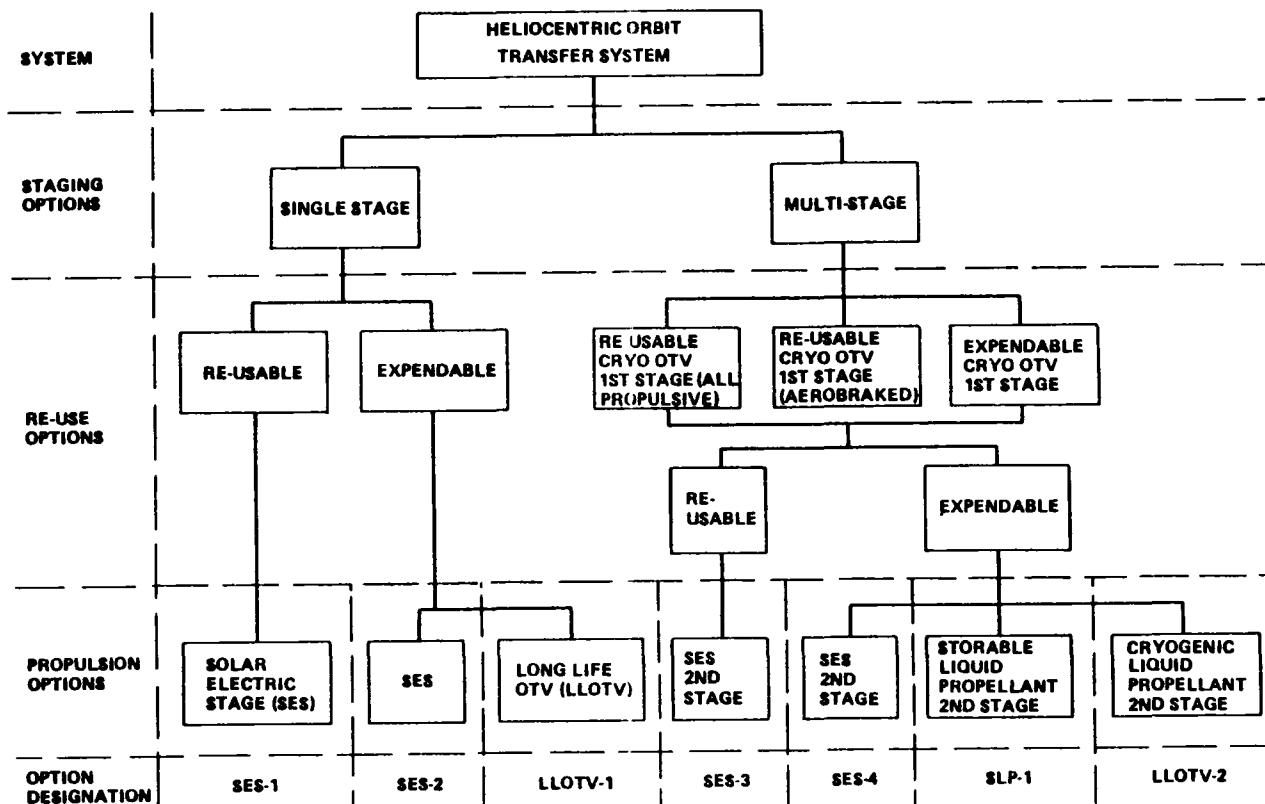 HELIOCENTRIC ORBIT
TRANSFER SYSTEM
SYSTEM
STAGING
OPTIONS
SINGLE STAGE
MULTI-STAGE
RE-USE
OPTIONS
RE-USABLE
EXPENDABLE
RE USABLE
CRYO OTV
1ST STAGE (ALL
PROPULSIVE)
RE-USABLE
CRYO OTV
1ST STAGE
(AEROBRAKED)
EXPENDABLE
CRYO OTV
1ST STAGE
RE-
USABLE
EXPENDABLE
PROPULSION
OPTIONS
SOLAR
ELECTRIC
STAGE (SES)
SES
LONG LIFE
OTV (LLOTV)
SES
2ND
STAGE
SES
2ND
STAGE
STORABLE
LIQUID
PROPELLANT
2ND STAGE
CRYOGENIC
LIQUID
PROPELLANT
2ND STAGE
OPTION
DESIGNATION
SES-1
SES-2
LLOTV-1
SES-3
SES-4
SLP-1
LLOTV-2